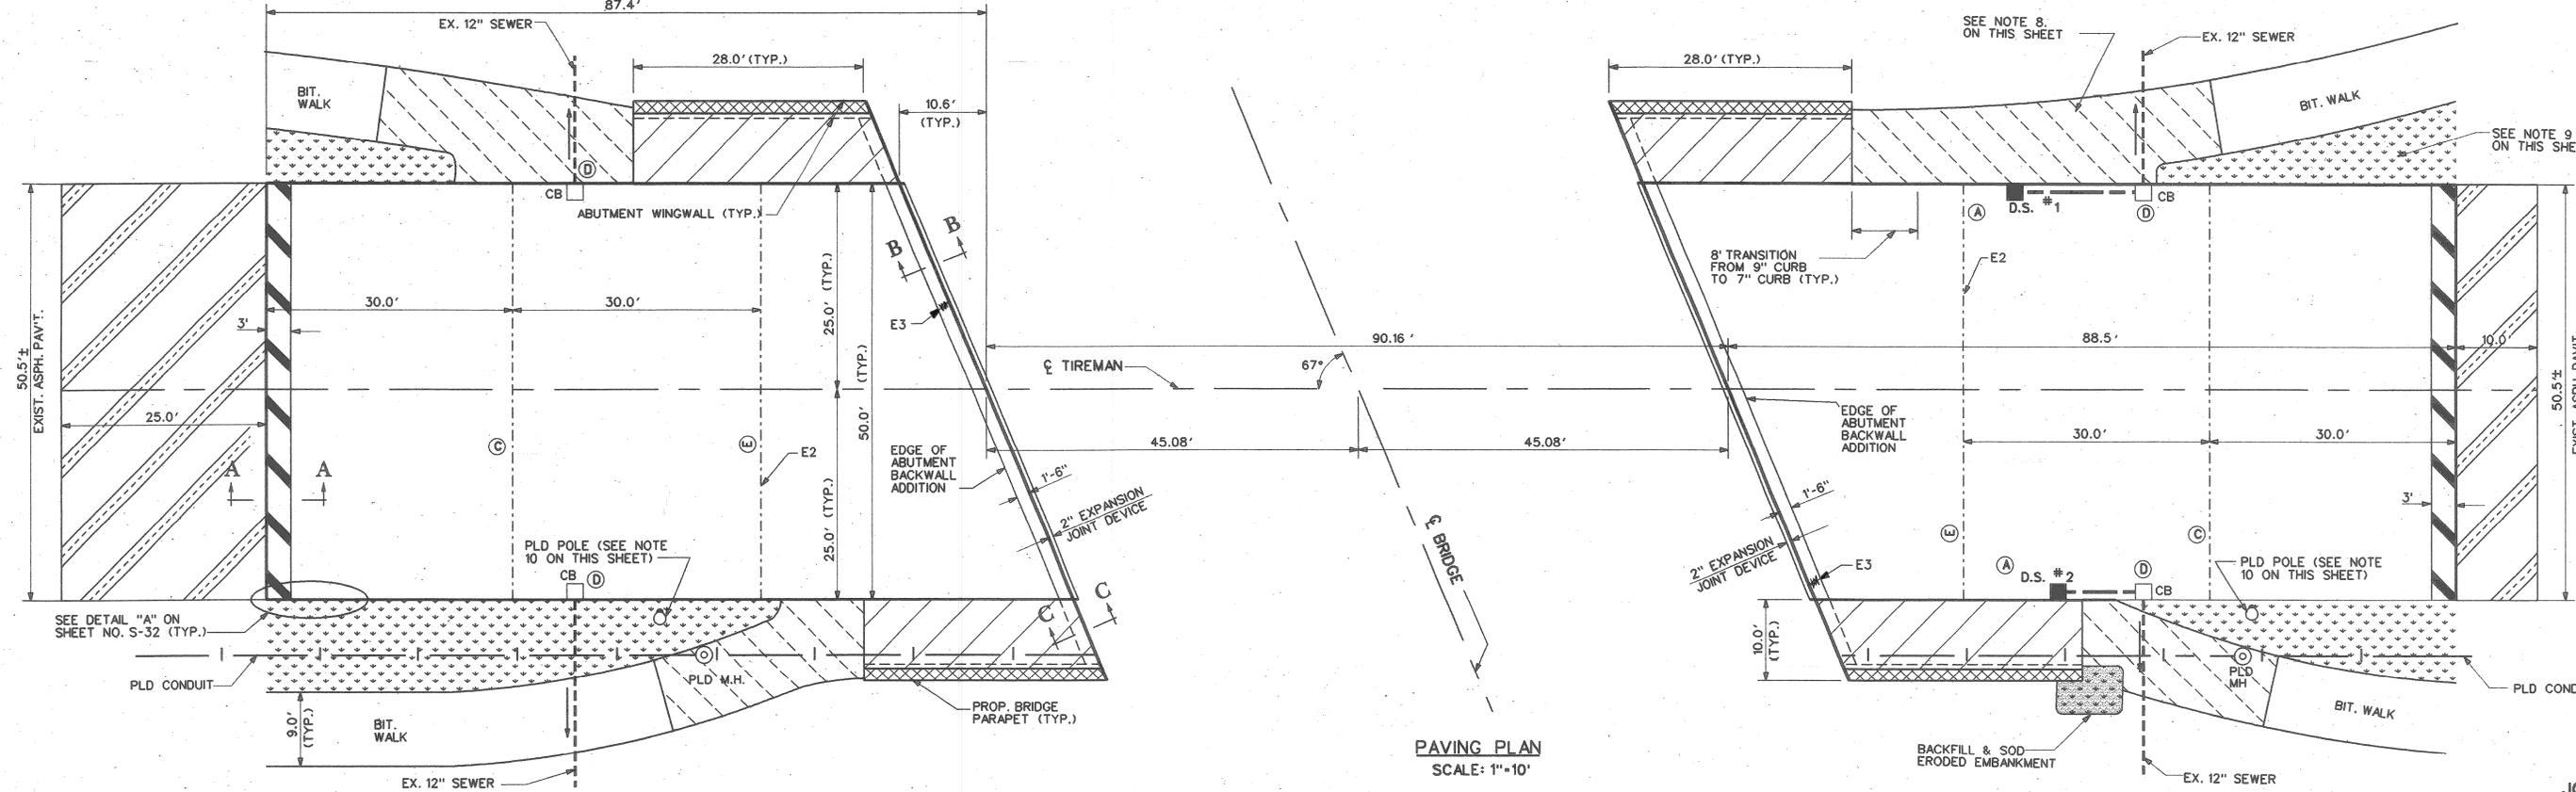 87.4'
EX. 12" SEWER
28.0' (TYP.)
10.6'
(TYP.)
BIT.
WALK
D
CB
ABUTMENT WINGWALL (TYP.)
B
B
30.0'
30.0'
3'
25.0' (TYP.)
E3
50.5'±
EXIST. ASPH. PAV'T.
25.0'
50.0' (TYP.)
C
E
E2
A
A
25.0' (TYP.)
EDGE OF
ABUTMENT
BACKWALL
ADDITION
1'-6"
2" EXPANSION
JOINT DEVICE
PLD POLE (SEE NOTE
10 ON THIS SHEET)
CB
D
C
C
SEE DETAIL "A" ON
SHEET NO. S-32 (TYP.)
PLD CONDUIT
PLD M.H.
9.0'
(TYP.)
BIT.
WALK
PROP. BRIDGE
PARAPET (TYP.)
EX. 12" SEWER
90.16'
℄ TIREMAN
67°
45.08'
45.08'
℄ BRIDGE
PAVING PLAN
SCALE: 1"=10'
SEE NOTE 8.
ON THIS SHEET
EX. 12" SEWER
28.0' (TYP.)
BIT. WALK
SEE NOTE 9
ON THIS SHE
D.S. #1
A
D
CB
8' TRANSITION
FROM 9" CURB
TO 7" CURB (TYP.)
E2
88.5'
10.0'
50.5'±
EDGE OF
ABUTMENT
BACKWALL
ADDITION
30.0'
30.0'
1'-6"
3'
2" EXPANSION
JOINT DEVICE
E3
E
C
A
D.S. #2
D
CB
PLD POLE (SEE NOTE
10 ON THIS SHEET)
10.0'
(TYP.)
PLD
MH
PLD COND
BIT. WALK
BACKFILL & SOD
ERODED EMBANKMENT
EX. 12" SEWER